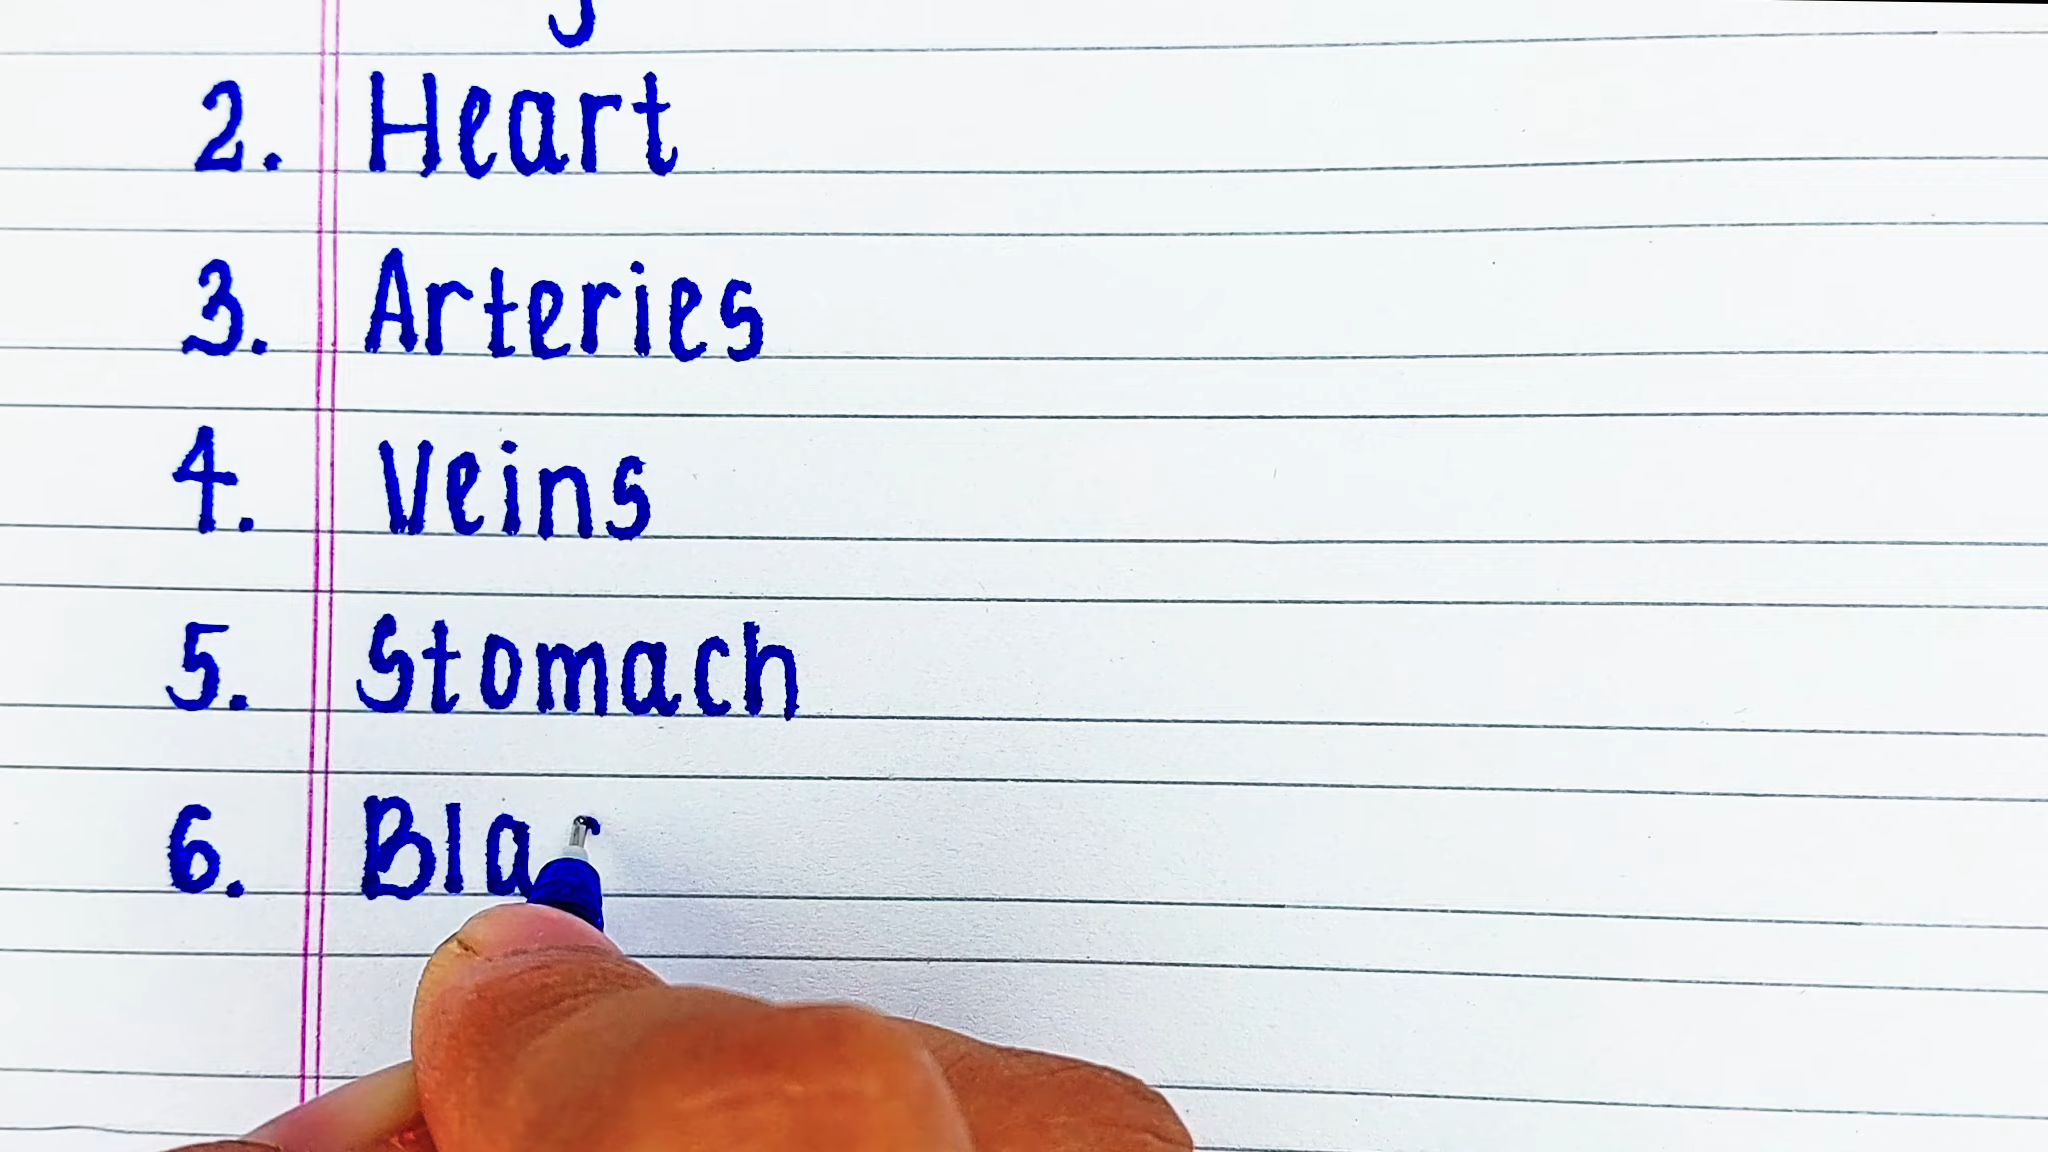 2. Heart
3. Arteries
4. Veins
5. Stomach
6. Bla